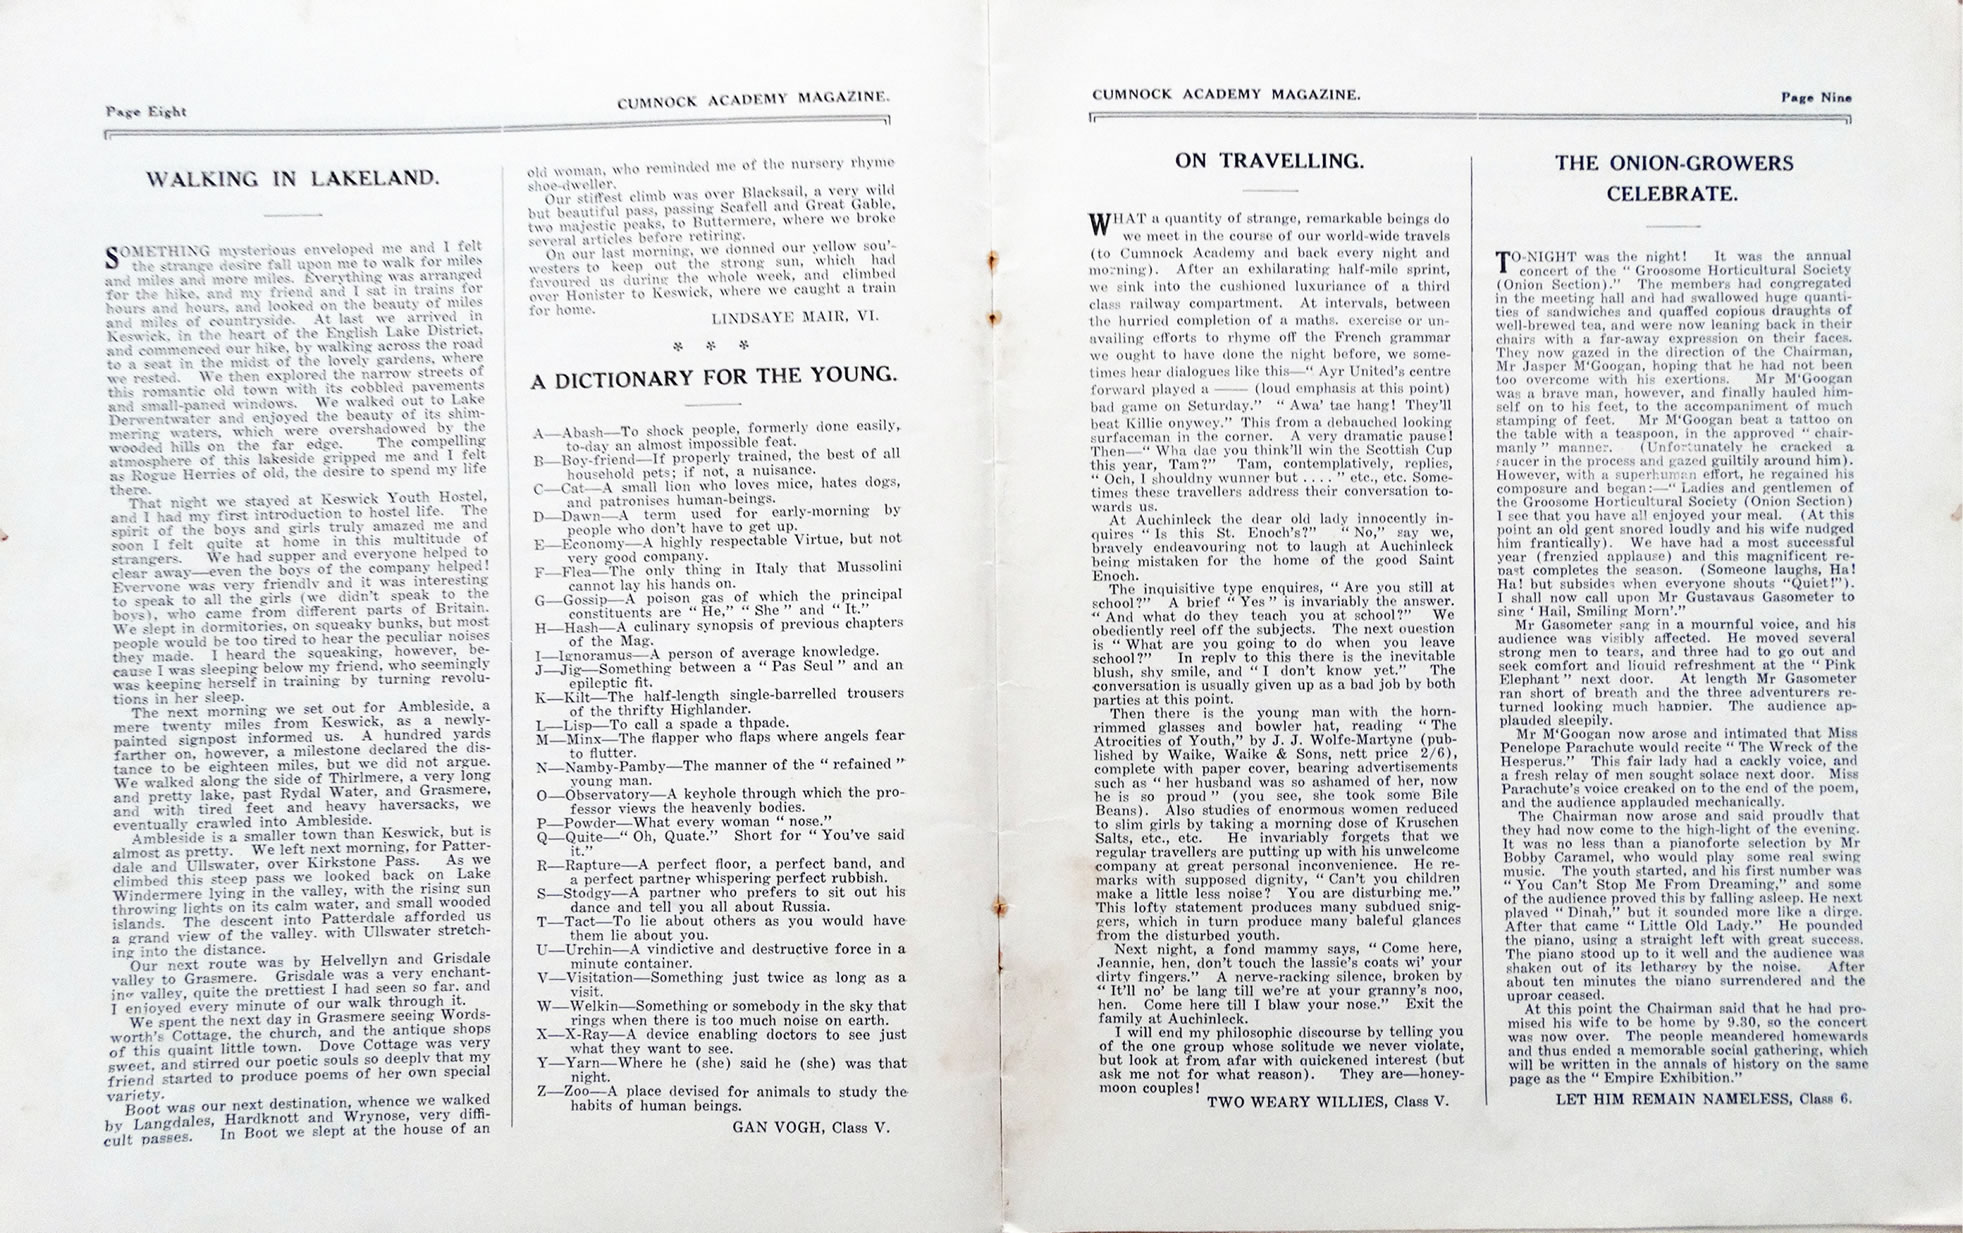 Page Eight
CUMNOCK ACADEMY MAGAZINE.
WALKING IN LAKELAND.
SOMETHING mysterious enveloped me and I felt
the strange desire fall upon me to walk for miles
and miles and more miles. Everything was arranged
for the hike, and my friend and I sat in trains for
hours and hours, and looked on the beauty of miles
and miles of countryside. At last we arrived in
Keswick, in the heart of the English Lake District,
and commenced our hike, by walking across the road
to a seat in the midst of the lovely gardens, where
we rested. We then explored the narrow streets of
this romantic old town with its cobbled pavements
and small-paned windows. We walked out to Lake
Derwentwater and enjoyed the beauty of its shim-
mering waters, which were overshadowed by the
wooded hills on the far edge. The compelling
atmosphere of this lakeside gripped me and I felt
as Rogue Herries of old, the desire to spend my life
there.
That night we stayed at Keswick Youth Hostel,
and I had my first introduction to hostel life. The
spirit of the boys and girls truly amazed me and
soon I felt quite at home in this multitude of
strangers. We had supper and everyone helped to
clear away—even the boys of the company helped!
Everyone was very friendly and it was interesting
to speak to all the girls (we didn't speak to the
boys), who came from different parts of Britain.
We slept in dormitories, on squeaky bunks, but most
people would be too tired to hear the peculiar noises
they made. I heard the squeaking, however, be-
cause I was sleeping below my friend, who seemingly
was keeping herself in training by turning revolu-
tions in her sleep.
The next morning we set out for Ambleside, a
mere twenty miles from Keswick, as a newly-
painted signpost informed us. A hundred yards
farther on, however, a milestone declared the dis-
tance to be eighteen miles, but we did not argue.
We walked along the side of Thirlmere, a very long
and pretty lake, past Rydal Water, and Grasmere,
and with tired feet and heavy haversacks, we
eventually crawled into Ambleside.
Ambleside is a smaller town than Keswick, but is
almost as pretty. We left next morning, for Patter-
dale and Ullswater, over Kirkstone Pass. As we
climbed this steep pass we looked back on Lake
Windermere lying in the valley, with the rising sun
throwing lights on its calm water, and small wooded
islands. The descent into Patterdale afforded us
a grand view of the valley. with Ullswater stretch-
ing into the distance.
Our next route was by Helvellyn and Grisdale
valley to Grasmere. Grisdale was a very enchant-
ing valley, quite the prettiest I had seen so far. and
I enjoyed every minute of our walk through it.
We spent the next day in Grasmere seeing Words-
worth's Cottage, the church, and the antique shops
of this quaint little town. Dove Cottage was very
sweet, and stirred our poetic souls so deeply that my
friend started to produce poems of her own special
variety.
Boot was our next destination, whence we walked
by Langdales, Hardknott and Wrynose, very diffi-
cult passes. In Boot we slept at the house of an
old woman, who reminded me of the nursery rhyme
shoe-dweller.
Our stiffest climb was over Blacksail, a very wild
but beautiful pass, passing Scafell and Great Gable,
two majestic peaks, to Buttermere, where we broke
several articles before retiring.
On our last morning, we donned our yellow sou'-
westers to keep out the strong sun, which had
favoured us during the whole week, and climbed
over Honister to Keswick, where we caught a train
for home.
LINDSAYE MAIR, VI.
* * *
A DICTIONARY FOR THE YOUNG.
A—Abash—To shock people, formerly done easily,
to-day an almost impossible feat.
B—Boy-friend—If properly trained, the best of all
household pets; if not, a nuisance.
C—Cat—A small lion who loves mice, hates dogs,
and patronises human-beings.
D—Dawn—A term used for early-morning by
people who don't have to get up.
E—Economy—A highly respectable Virtue, but not
very good company.
F—Flea—The only thing in Italy that Mussolini
cannot lay his hands on.
G—Gossip—A poison gas of which the principal
constituents are "He," "She" and "It."
H—Hash—A culinary synopsis of previous chapters
of the Mag.
I—Ignoramus—A person of average knowledge.
J—Jig—Something between a "Pas Seul" and an
epileptic fit.
K—Kilt—The half-length single-barrelled trousers
of the thrifty Highlander.
L—Lisp—To call a spade a thpade.
M—Minx—The flapper who flaps where angels fear
to flutter.
N—Namby-Pamby—The manner of the "refained"
young man.
O—Observatory—A keyhole through which the pro-
fessor views the heavenly bodies.
P—Powder—What every woman "nose."
Q—Quite—"Oh, Quate." Short for "You've said
it."
R—Rapture—A perfect floor, a perfect band, and
a perfect partner whispering perfect rubbish.
S—Stodgy—A partner who prefers to sit out his
dance and tell you all about Russia.
T—Tact—To lie about others as you would have
them lie about you.
U—Urchin—A vindictive and destructive force in a
minute container.
V—Visitation—Something just twice as long as a
visit.
W—Welkin—Something or somebody in the sky that
rings when there is too much noise on earth.
X—X-Ray—A device enabling doctors to see just
what they want to see.
Y—Yarn—Where he (she) said he (she) was that
night.
Z—Zoo—A place devised for animals to study the
habits of human beings.
GAN VOGH, Class V.
CUMNOCK ACADEMY MAGAZINE.
Page Nine
ON TRAVELLING.
WHAT a quantity of strange, remarkable beings do
we meet in the course of our world-wide travels
(to Cumnock Academy and back every night and
morning). After an exhilarating half-mile sprint,
we sink into the cushioned luxuriance of a third
class railway compartment. At intervals, between
the hurried completion of a maths. exercise or un-
availing efforts to rhyme off the French grammar
we ought to have done the night before, we some-
times hear dialogues like this—"Ayr United's centre
forward played a —— (loud emphasis at this point)
bad game on Seturday." "Awa' tae hang! They'll
beat Killie onywey." This from a debauched looking
surfaceman in the corner. A very dramatic pause!
Then—"Wha dae you think'll win the Scottish Cup
this year, Tam?" Tam, contemplatively, replies,
"Och, I shouldny wunner but . . . ." etc., etc. Some-
times these travellers address their conversation to-
wards us.
At Auchinleck the dear old lady innocently in-
quires "Is this St. Enoch's?" "No," say we,
bravely endeavouring not to laugh at Auchinleck
being mistaken for the home of the good Saint
Enoch.
The inquisitive type enquires, "Are you still at
school?" A brief "Yes" is invariably the answer.
"And what do they teach you at school?" We
obediently reel off the subjects. The next question
is "What are you going to do when you leave
school?" In reply to this there is the inevitable
blush, shy smile, and "I don't know yet." The
conversation is usually given up as a bad job by both
parties at this point.
Then there is the young man with the horn-
rimmed glasses and bowler hat, reading "The
Atrocities of Youth," by J. J. Wolfe-Martyne (pub-
lished by Waike, Waike & Sons, nett price 2/6),
complete with paper cover, bearing advertisements
such as "her husband was so ashamed of her, now
he is so proud" (you see, she took some Bile
Beans). Also studies of enormous women reduced
to slim girls by taking a morning dose of Kruschen
Salts, etc., etc. He invariably forgets that we
regular travellers are putting up with his unwelcome
company at great personal inconvenience. He re-
marks with supposed dignity, "Can't you children
make a little less noise? You are disturbing me."
This lofty statement produces many subdued snig-
gers, which in turn produce many baleful glances
from the disturbed youth.
Next night, a fond mammy says, "Come here,
Jeannie, hen, don't touch the lassie's coats wi' your
dirty fingers." A nerve-racking silence, broken by
"It'll no' be lang till we're at your granny's noo,
hen. Come here till I blaw your nose." Exit the
family at Auchinleck.
I will end my philosophic discourse by telling you
of the one group whose solitude we never violate,
but look at from afar with quickened interest (but
ask me not for what reason). They are—honey-
moon couples!
TWO WEARY WILLIES, Class V.
THE ONION-GROWERS
CELEBRATE.
TO-NIGHT was the night! It was the annual
concert of the "Groosome Horticultural Society
(Onion Section)." The members had congregated
in the meeting hall and had swallowed huge quanti-
ties of sandwiches and quaffed copious draughts of
well-brewed tea, and were now leaning back in their
chairs with a far-away expression on their faces.
They now gazed in the direction of the Chairman,
Mr Jasper M'Googan, hoping that he had not been
too overcome with his exertions. Mr M'Googan
was a brave man, however, and finally hauled him-
self on to his feet, to the accompaniment of much
stamping of feet. Mr M'Googan beat a tattoo on
the table with a teaspoon, in the approved "chair-
manly" manner. (Unfortunately he cracked a
saucer in the process and gazed guiltily around him).
However, with a superhuman effort, he regained his
composure and began:—"Ladies and gentlemen of
the Groosome Horticultural Society (Onion Section)
I see that you have all enjoyed your meal. (At this
point an old gent snored loudly and his wife nudged
him frantically). We have had a most successful
year (frenzied applause) and this magnificent re-
past completes the season. (Someone laughs, Ha!
Ha! but subsides when everyone shouts "Quiet!").
I shall now call upon Mr Gustavaus Gasometer to
sing 'Hail, Smiling Morn'."
Mr Gasometer sang in a mournful voice, and his
audience was visibly affected. He moved several
strong men to tears, and three had to go out and
seek comfort and liquid refreshment at the "Pink
Elephant" next door. At length Mr Gasometer
ran short of breath and the three adventurers re-
turned looking much happier. The audience ap-
plauded sleepily.
Mr M'Googan now arose and intimated that Miss
Penelope Parachute would recite "The Wreck of the
Hesperus." This fair lady had a cackly voice, and
a fresh relay of men sought solace next door. Miss
Parachute's voice creaked on to the end of the poem,
and the audience applauded mechanically.
The Chairman now arose and said proudly that
they had now come to the high-light of the evening.
It was no less than a pianoforte selection by Mr
Bobby Caramel, who would play some real swing
music. The youth started, and his first number was
"You Can't Stop Me From Dreaming," and some
of the audience proved this by falling asleep. He next
played "Dinah," but it sounded more like a dirge.
After that came "Little Old Lady." He pounded
the piano, using a straight left with great success.
The piano stood up to it well and the audience was
shaken out of its lethargy by the noise. After
about ten minutes the piano surrendered and the
uproar ceased.
At this point the Chairman said that he had pro-
mised his wife to be home by 9.30, so the concert
was now over. The people meandered homewards
and thus ended a memorable social gathering, which
will be written in the annals of history on the same
page as the "Empire Exhibition."
LET HIM REMAIN NAMELESS, Class 6.